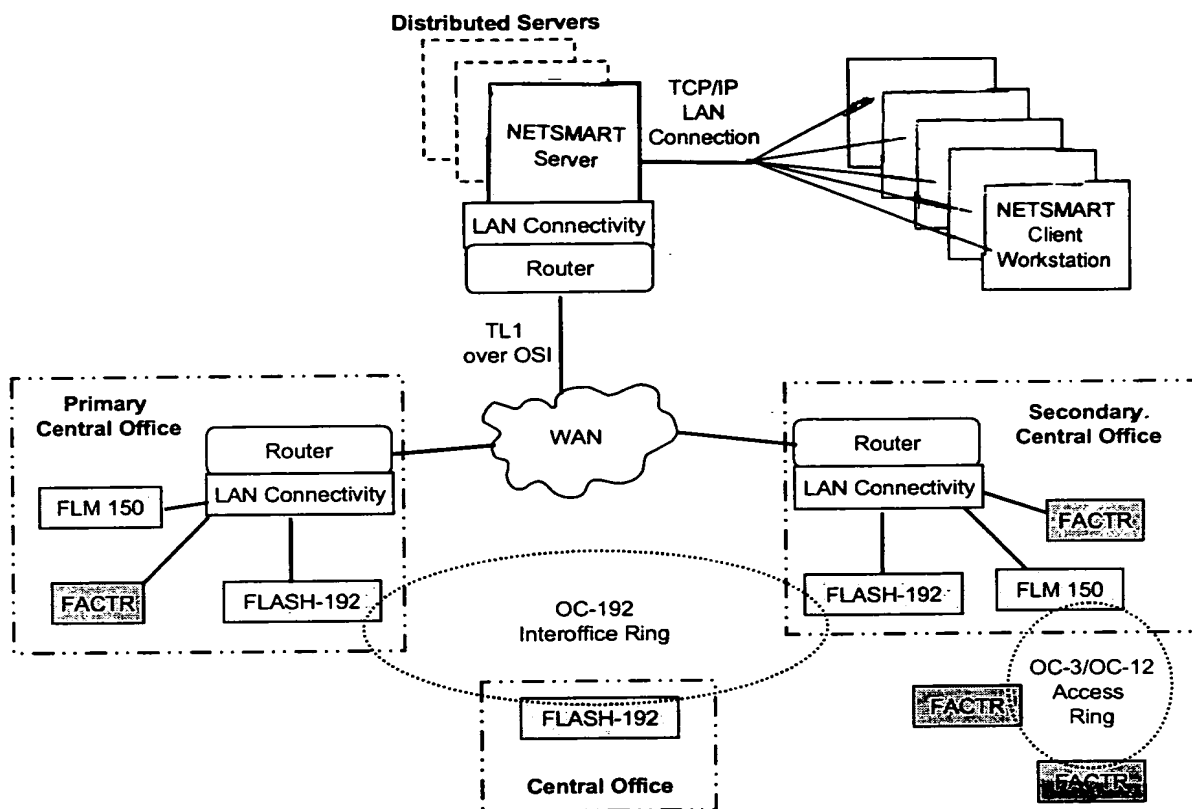 Distributed Servers
NETSMART
Server
TCP/IP
LAN
Connection
NETSMART
Client
Workstation
LAN Connectivity
Router
TL1
over OSI
WAN
Primary
Central Office
Router
LAN Connectivity
FLM 150
FACTR
FLASH-192
Secondary.
Central Office
Router
LAN Connectivity
FACTR
FLASH-192
FLM 150
OC-192
Interoffice Ring
OC-3/OC-12
Access
Ring
FACTR
FACTR
FLASH-192
Central Office